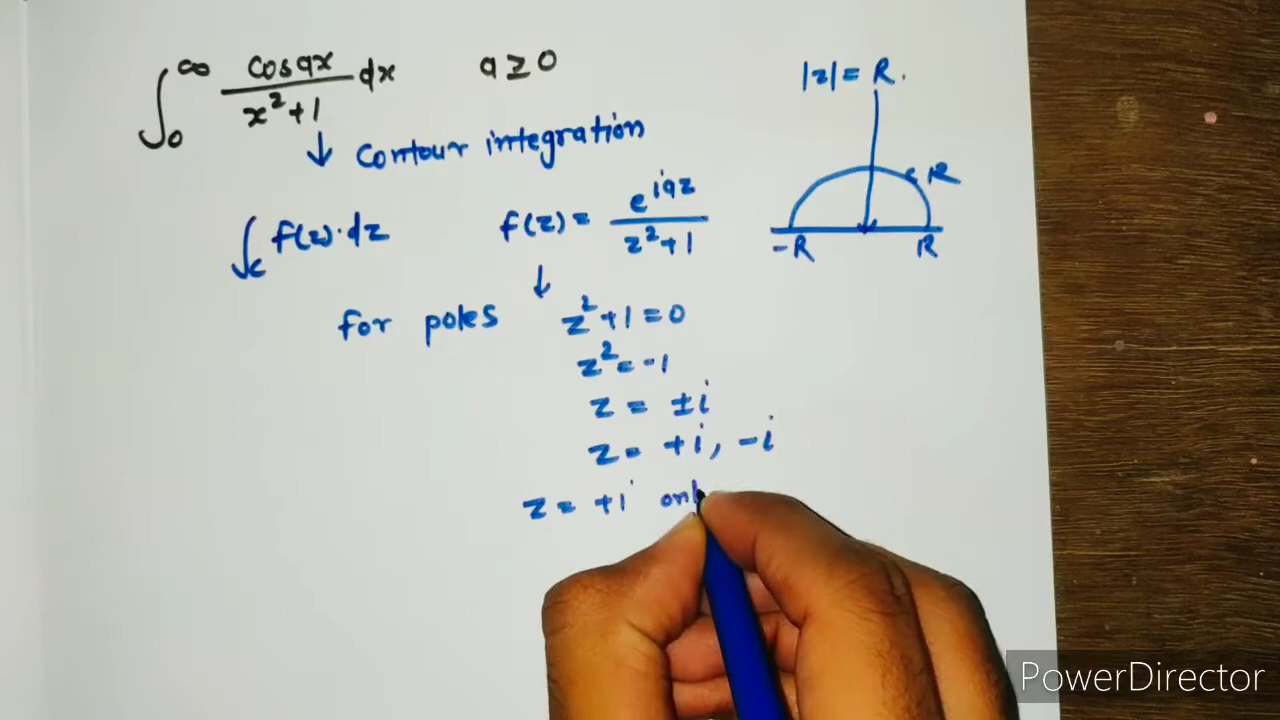 ∫₀^∞ cos ax / x²+1 dx a ≥ 0
|z| = R.
↓ Contour integration
CR
-R R
∫c f(z)·dz f(z) = e^{iaz} / z²+1
↓
for poles z²+1=0
z² = -1
z = ±i
z = +i, -i
z = +i
PowerDirector